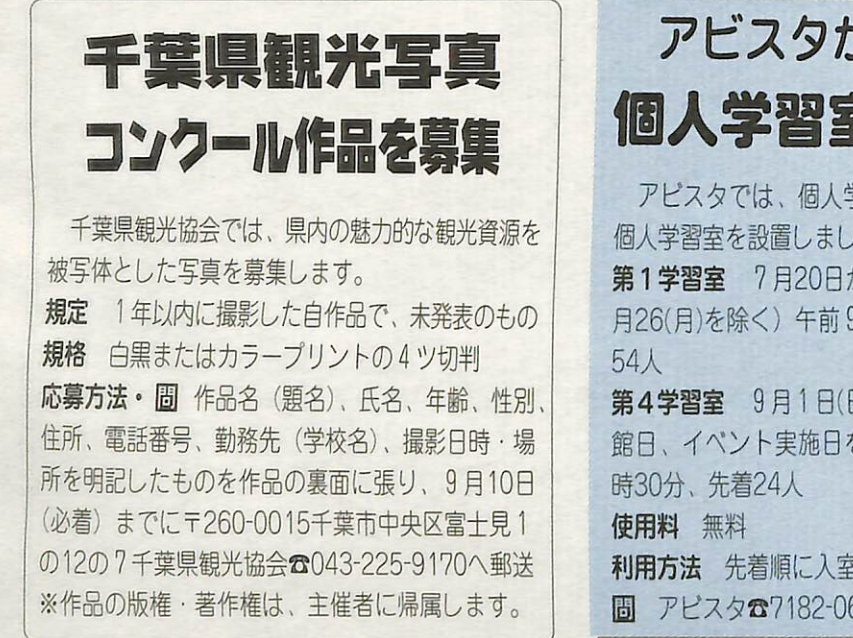 千葉県観光写真
コンクール作品を募集
千葉県観光協会では、県内の魅力的な観光資源を
被写体とした写真を募集します。
規定　1年以内に撮影した自作品で、未発表のもの
規格　白黒またはカラープリントの4ツ切判
応募方法・問　作品名（題名）、氏名、年齢、性別、
住所、電話番号、勤務先（学校名）、撮影日時・場
所を明記したものを作品の裏面に張り、9月10日
（必着）までに〒260-0015千葉市中央区富士見1
の12の7千葉県観光協会☎043-225-9170へ郵送
※作品の版権・著作権は、主催者に帰属します。
アビスタが
個人学習室
アビスタでは、個人学
個人学習室を設置しまし
第1学習室　7月20日か
月26(月)を除く）午前9
54人
第4学習室　9月1日(日
館日、イベント実施日を
時30分、先着24人
使用料　無料
利用方法　先着順に入室
問　アビスタ☎7182-06